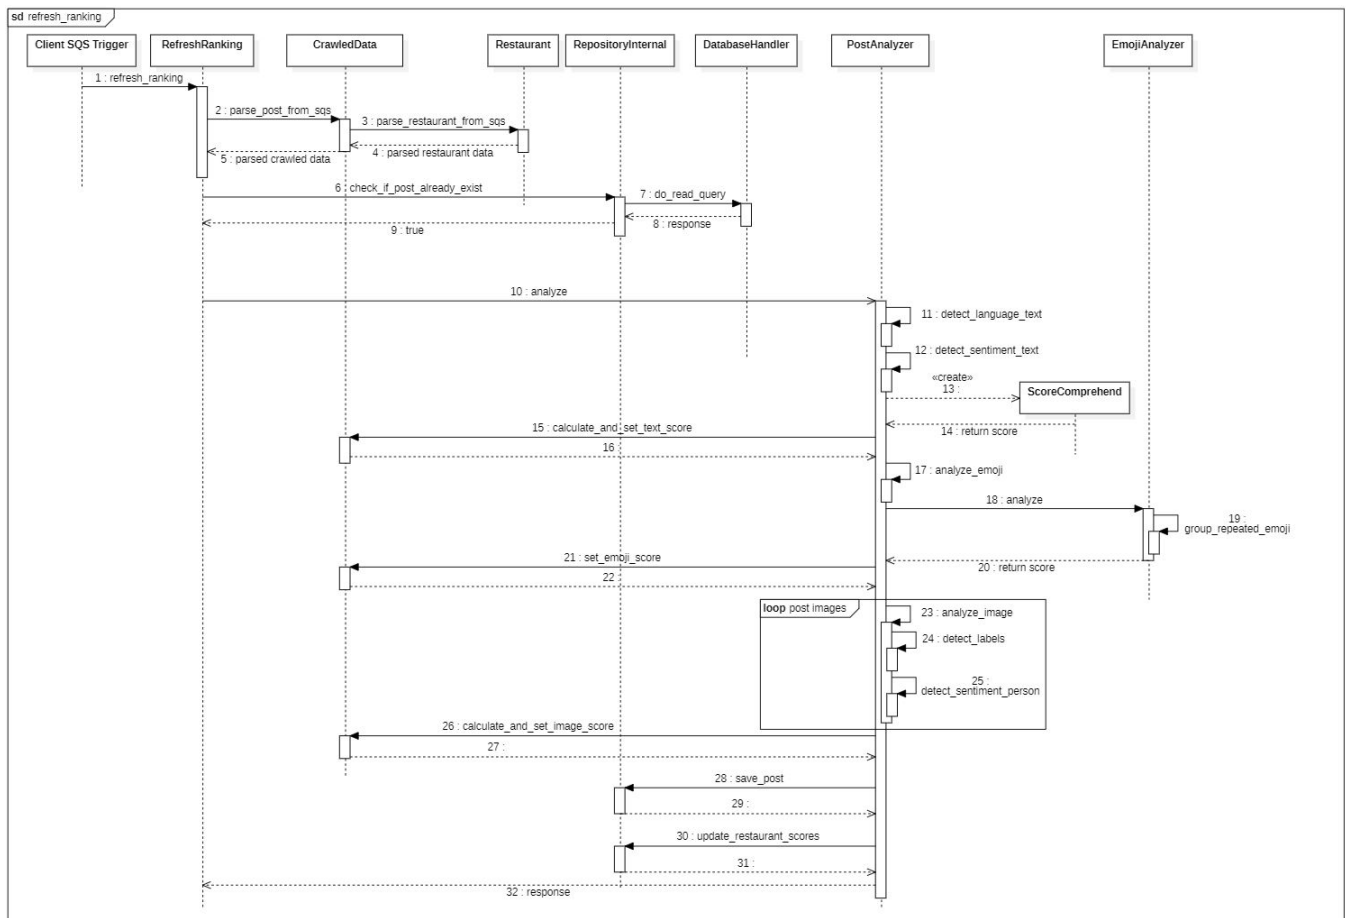 sd refresh_ranking
Client SQS Trigger
RefreshRanking
CrawledData
Restaurant
RepositoryInternal
DatabaseHandler
PostAnalyzer
EmojiAnalyzer
1 : refresh_ranking
2 : parse_post_from_sqs
3 : parse_restaurant_from_sqs
4 : parsed restaurant data
5 : parsed crawled data
6 : check_if_post_already_exist
7 : do_read_query
8 : response
9 : true
10 : analyze
11 : detect_language_text
12 : detect_sentiment_text
«create»
13 :
ScoreComprehend
14 : return score
15 : calculate_and_set_text_score
16 :
17 : analyze_emoji
18 : analyze
19 :
group_repeated_emoji
20 : return score
21 : set_emoji_score
22 :
loop post images
23 : analyze_image
24 : detect_labels
25 :
detect_sentiment_person
26 : calculate_and_set_image_score
27 :
28 : save_post
29 :
30 : update_restaurant_scores
31 :
32 : response